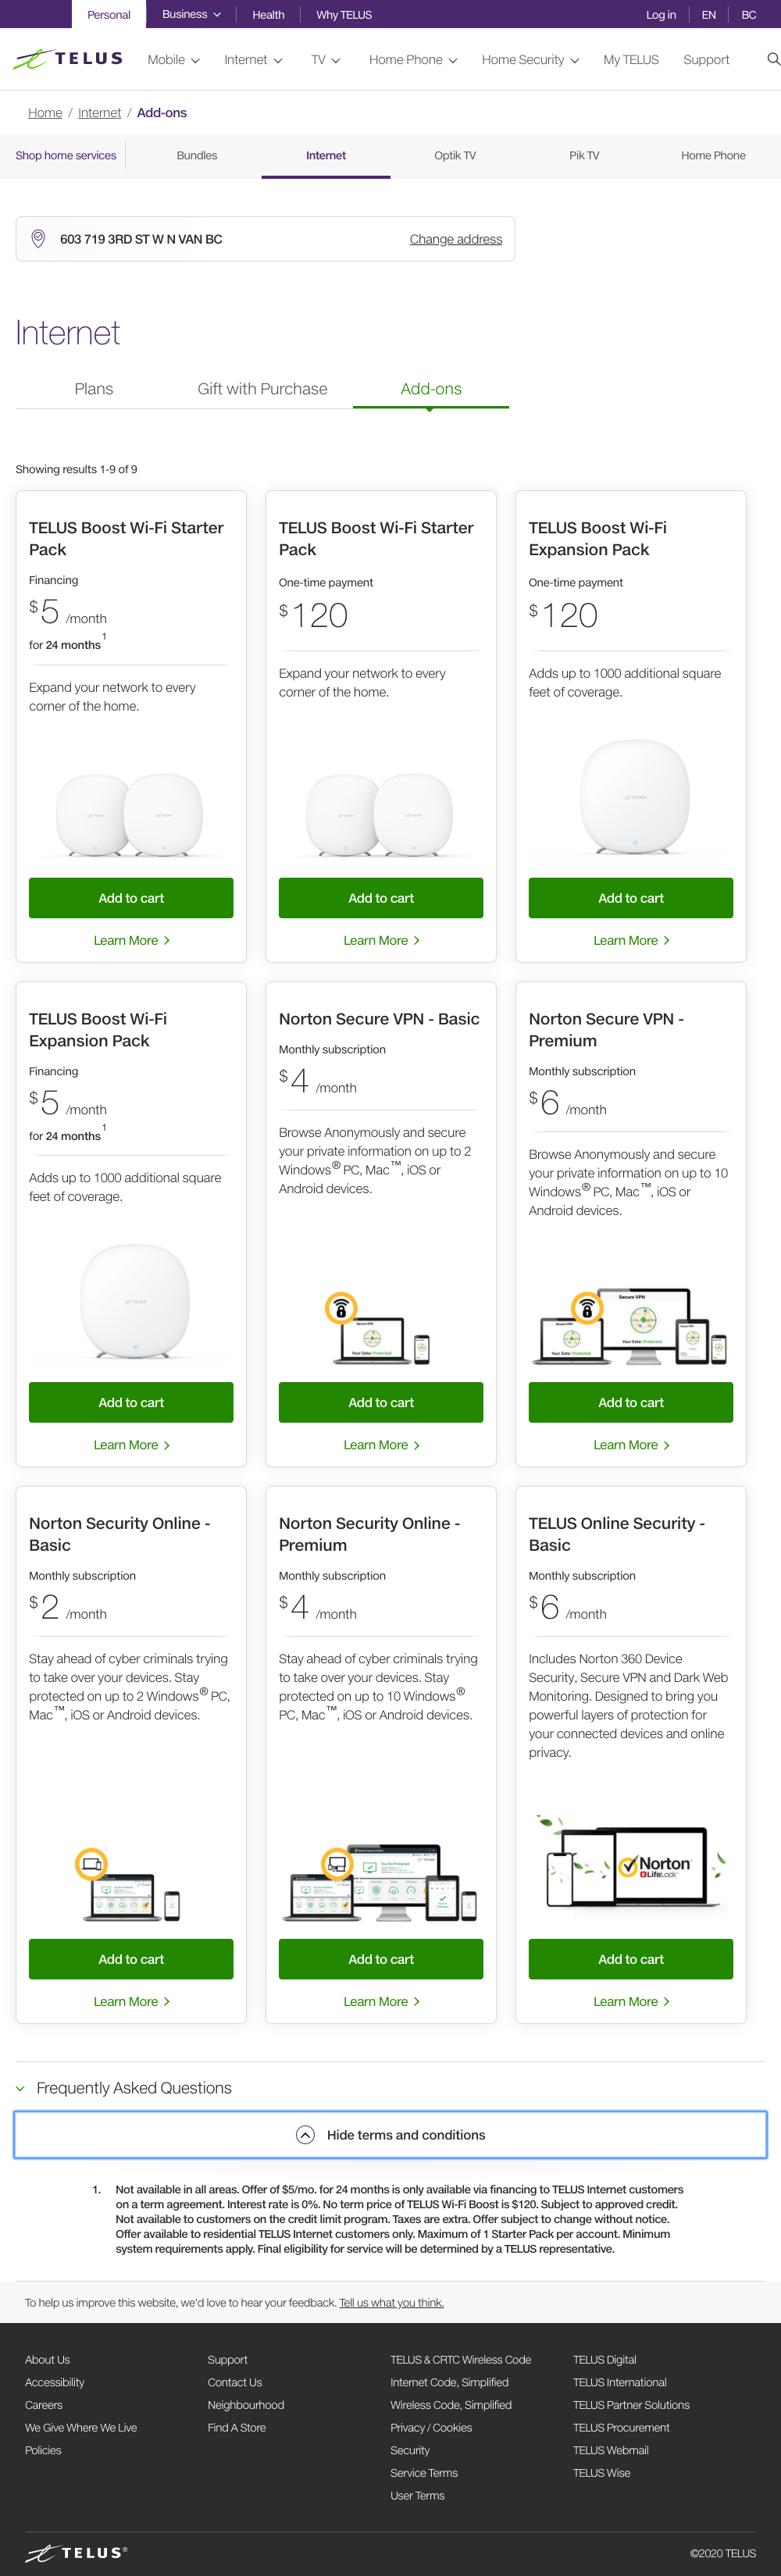 Personal
Business
Health
Why TELUS
Log in
EN
BC
TELUS
Mobile
Internet
TV
Home Phone
Home Security
My TELUS
Support
Home / Internet / Add-ons
Shop home services
Bundles
Internet
Optik TV
Pik TV
Home Phone
603 719 3RD ST W N VAN BC
Change address
Internet
Plans
Gift with Purchase
Add-ons
Showing results 1-9 of 9
TELUS Boost Wi-Fi Starter
Pack
Financing
$5 /month
for 24 months1
Expand your network to every
corner of the home.
Add to cart
Learn More
TELUS Boost Wi-Fi Starter
Pack
One-time payment
$120
Expand your network to every
corner of the home.
Add to cart
Learn More
TELUS Boost Wi-Fi
Expansion Pack
One-time payment
$120
Adds up to 1000 additional square
feet of coverage.
Add to cart
Learn More
TELUS Boost Wi-Fi
Expansion Pack
Financing
$5 /month
for 24 months1
Adds up to 1000 additional square
feet of coverage.
Add to cart
Learn More
Norton Secure VPN - Basic
Monthly subscription
$4 /month
Browse Anonymously and secure
your private information on up to 2
Windows® PC, Mac™, iOS or
Android devices.
Secure VPN
Your Data: Protected
Add to cart
Learn More
Norton Secure VPN -
Premium
Monthly subscription
$6 /month
Browse Anonymously and secure
your private information on up to 10
Windows® PC, Mac™, iOS or
Android devices.
Secure VPN
Your Data: Protected
Add to cart
Learn More
Norton Security Online -
Basic
Monthly subscription
$2 /month
Stay ahead of cyber criminals trying
to take over your devices. Stay
protected on up to 2 Windows® PC,
Mac™, iOS or Android devices.
Add to cart
Learn More
Norton Security Online -
Premium
Monthly subscription
$4 /month
Stay ahead of cyber criminals trying
to take over your devices. Stay
protected on up to 10 Windows®
PC, Mac™, iOS or Android devices.
You Are Protected
Add to cart
Learn More
TELUS Online Security -
Basic
Monthly subscription
$6 /month
Includes Norton 360 Device
Security, Secure VPN and Dark Web
Monitoring. Designed to bring you
powerful layers of protection for
your connected devices and online
privacy.
Norton
LifeLock
Add to cart
Learn More
Frequently Asked Questions
Hide terms and conditions
1. Not available in all areas. Offer of $5/mo. for 24 months is only available via financing to TELUS Internet customers
on a term agreement. Interest rate is 0%. No term price of TELUS Wi-Fi Boost is $120. Subject to approved credit.
Not available to customers on the credit limit program. Taxes are extra. Offer subject to change without notice.
Offer available to residential TELUS Internet customers only. Maximum of 1 Starter Pack per account. Minimum
system requirements apply. Final eligibility for service will be determined by a TELUS representative.
To help us improve this website, we'd love to hear your feedback. Tell us what you think.
About Us
Accessibility
Careers
We Give Where We Live
Policies
Support
Contact Us
Neighbourhood
Find A Store
TELUS & CRTC Wireless Code
Internet Code, Simplified
Wireless Code, Simplified
Privacy / Cookies
Security
Service Terms
User Terms
TELUS Digital
TELUS International
TELUS Partner Solutions
TELUS Procurement
TELUS Webmail
TELUS Wise
TELUS®
©2020 TELUS